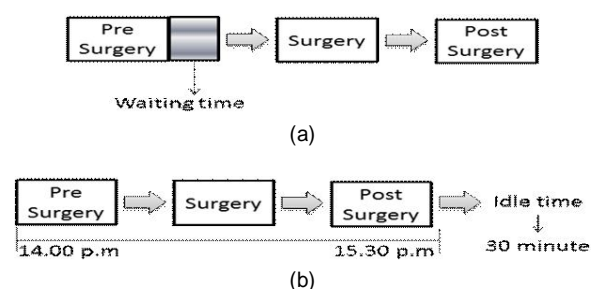 Pre
Surgery
Surgery
Post
Surgery
Waiting time
(a)
Pre
Surgery
Surgery
Post
Surgery
Idle time
14.00 p.m
15.30 p.m
30 minute
(b)